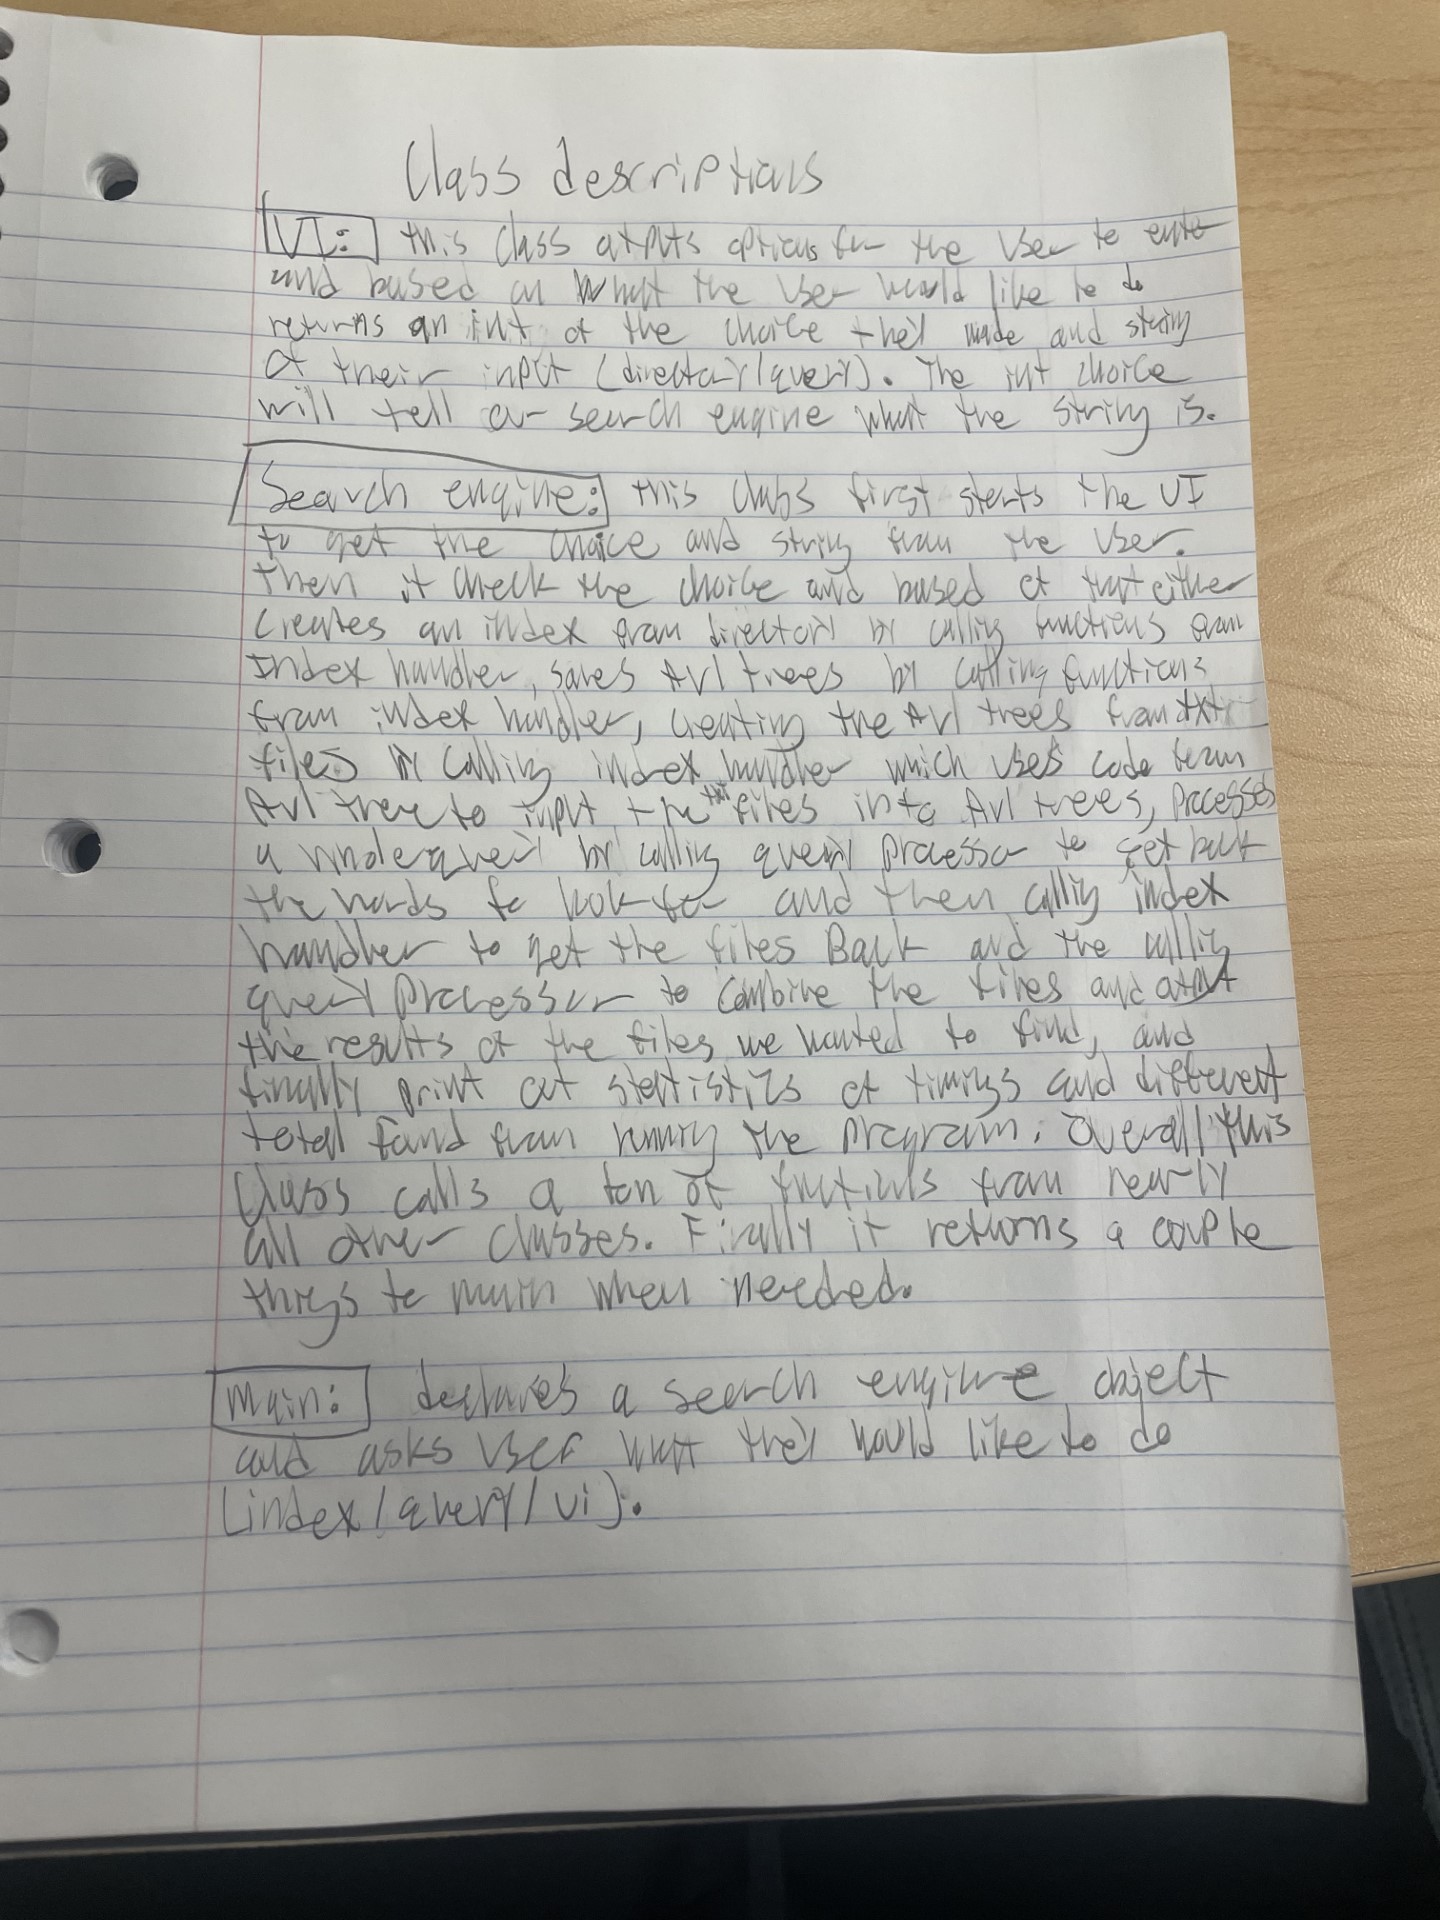 Class descriptions
UI: this class outputs options for the user to enter
and based on what the user would like to do
returns an int of the choice they made and string
of their input (directory/query). The int choice
will tell our search engine what the string is.
Search engine: this class first starts the UI
to get the choice and string from the user.
Then it check the choice and based of that either
creates an index from directory by calling functions from
Index handler, saves Avl trees by calling functions
from index handler, creating the Avl trees from txt
files by calling index handler which uses code from
Avl tree to input the txt files into Avl trees, processes
a query by calling query processor to get back
the words to look for and then calling index
handler to get the files Back and the calling
query processor to combine the files and output
the results of the files we wanted to find, and
finally print out statistics of timings and different
total found from running the program. Overall this
class calls a ton of functions from nearly
all other classes. Finally it returns a couple
things to main when needed.
Main: declares a search engine object
and asks user what they would like to do
(index/query/ui).